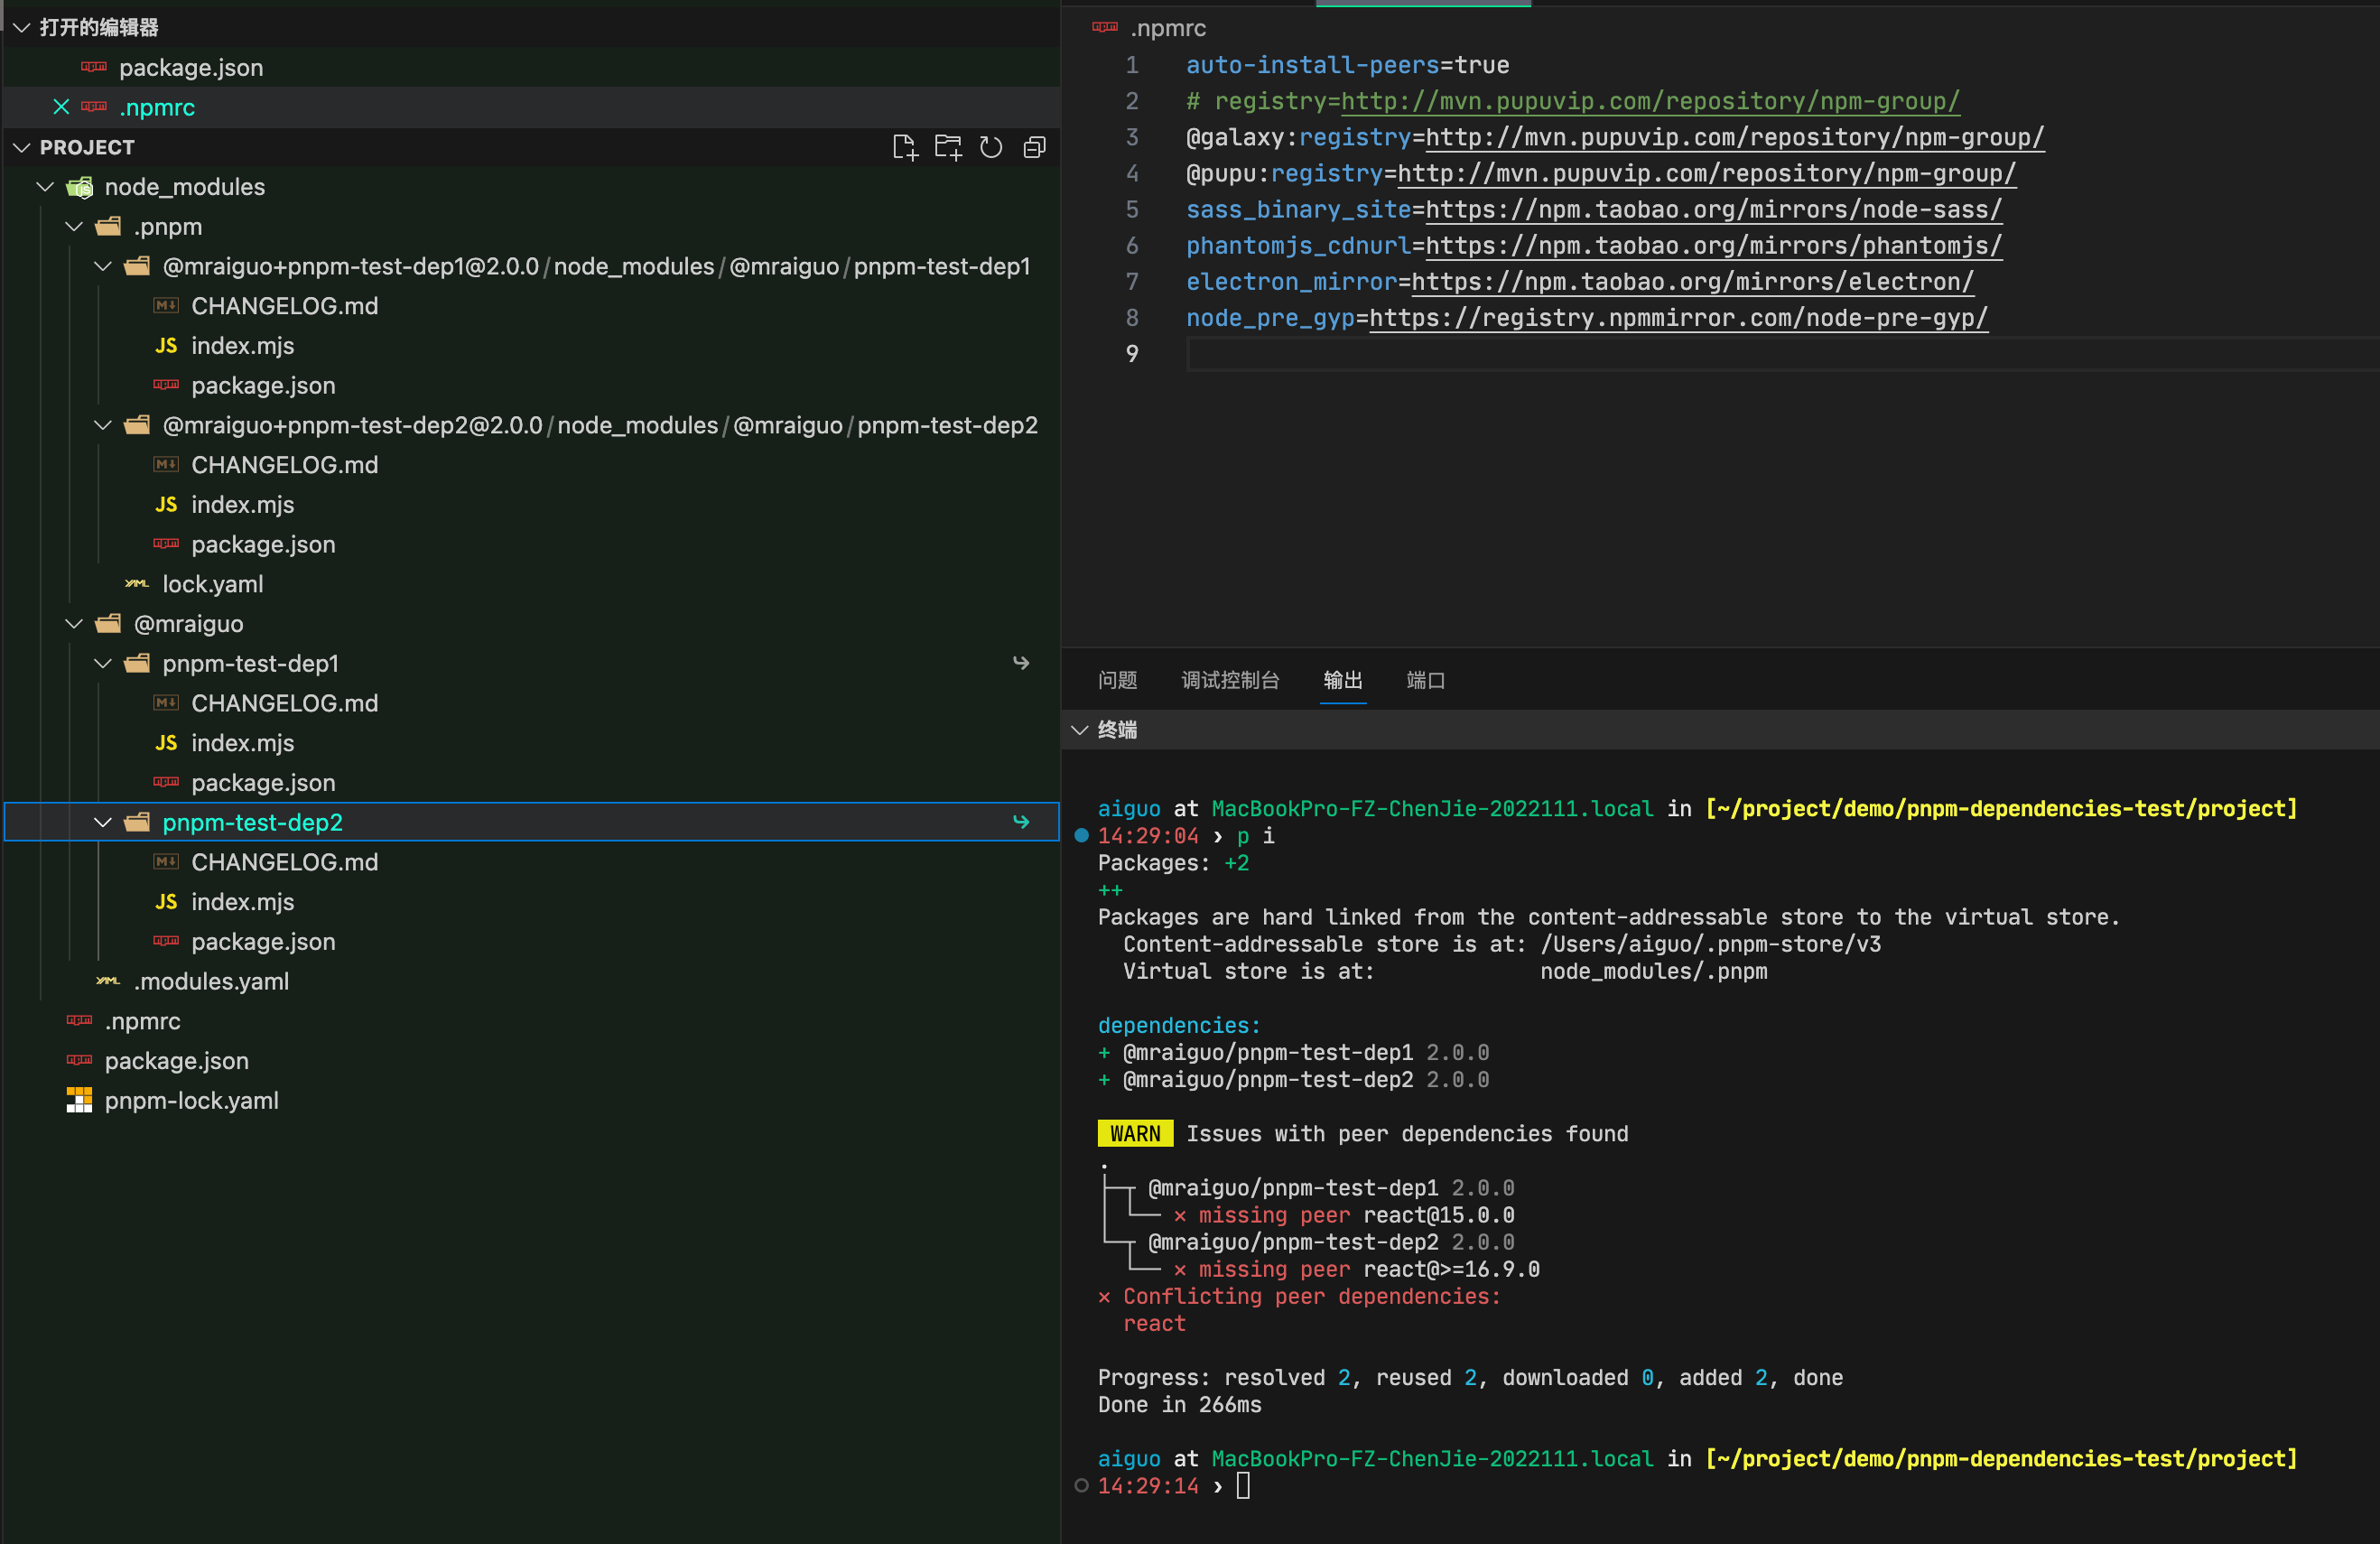 打开的编辑器
package.json
.npmrc
PROJECT
node_modules
.pnpm
@mraiguo+pnpm-test-dep1@2.0.0/node_modules/@mraiguo/pnpm-test-dep1
CHANGELOG.md
JS index.mjs
package.json
@mraiguo+pnpm-test-dep2@2.0.0/node_modules/@mraiguo/pnpm-test-dep2
CHANGELOG.md
JS index.mjs
package.json
lock.yaml
@mraiguo
pnpm-test-dep1
CHANGELOG.md
JS index.mjs
package.json
pnpm-test-dep2
CHANGELOG.md
JS index.mjs
package.json
.modules.yaml
.npmrc
package.json
pnpm-lock.yaml
.npmrc
1 auto-install-peers=true
2 # registry=http://mvn.pupuvip.com/repository/npm-group/
3 @galaxy:registry=http://mvn.pupuvip.com/repository/npm-group/
4 @pupu:registry=http://mvn.pupuvip.com/repository/npm-group/
5 sass_binary_site=https://npm.taobao.org/mirrors/node-sass/
6 phantomjs_cdnurl=https://npm.taobao.org/mirrors/phantomjs/
7 electron_mirror=https://npm.taobao.org/mirrors/electron/
8 node_pre_gyp=https://registry.npmmirror.com/node-pre-gyp/
9
问题 调试控制台 输出 端口
终端
aiguo at MacBookPro-FZ-ChenJie-2022111.local in [~/project/demo/pnpm-dependencies-test/project]
14:29:04 › p i
Packages: +2
++
Packages are hard linked from the content-addressable store to the virtual store.
Content-addressable store is at: /Users/aiguo/.pnpm-store/v3
Virtual store is at: node_modules/.pnpm
dependencies:
+ @mraiguo/pnpm-test-dep1 2.0.0
+ @mraiguo/pnpm-test-dep2 2.0.0
WARN Issues with peer dependencies found
.
├─┬ @mraiguo/pnpm-test-dep1 2.0.0
│ └── ✕ missing peer react@15.0.0
└─┬ @mraiguo/pnpm-test-dep2 2.0.0
└── ✕ missing peer react@>=16.9.0
✕ Conflicting peer dependencies:
react
Progress: resolved 2, reused 2, downloaded 0, added 2, done
Done in 266ms
aiguo at MacBookPro-FZ-ChenJie-2022111.local in [~/project/demo/pnpm-dependencies-test/project]
14:29:14 ›